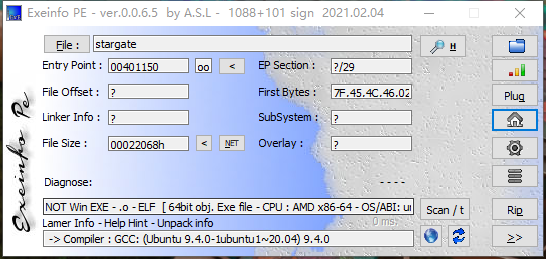 Exeinfo PE - ver.0.0.6.5 by A.S.L - 1088+101 sign 2021.02.04
File : stargate H
Entry Point : 00401150 oo < EP Section : ?/29
File Offset : ? First Bytes : 7F.45.4C.46.02
Linker Info : ? SubSystem : ? Plug
File Size : 00022068h < NET Overlay : ?
Diagnose: - - - -
NOT Win EXE - .o - ELF [ 64bit obj. Exe file - CPU : AMD x86-64 - OS/ABI: Scan / t Rip
Lamer Info - Help Hint - Unpack info 0 ms.
-> Compiler : GCC: (Ubuntu 9.4.0-1ubuntu1~20.04) 9.4.0 >>
Exeinfo Pe